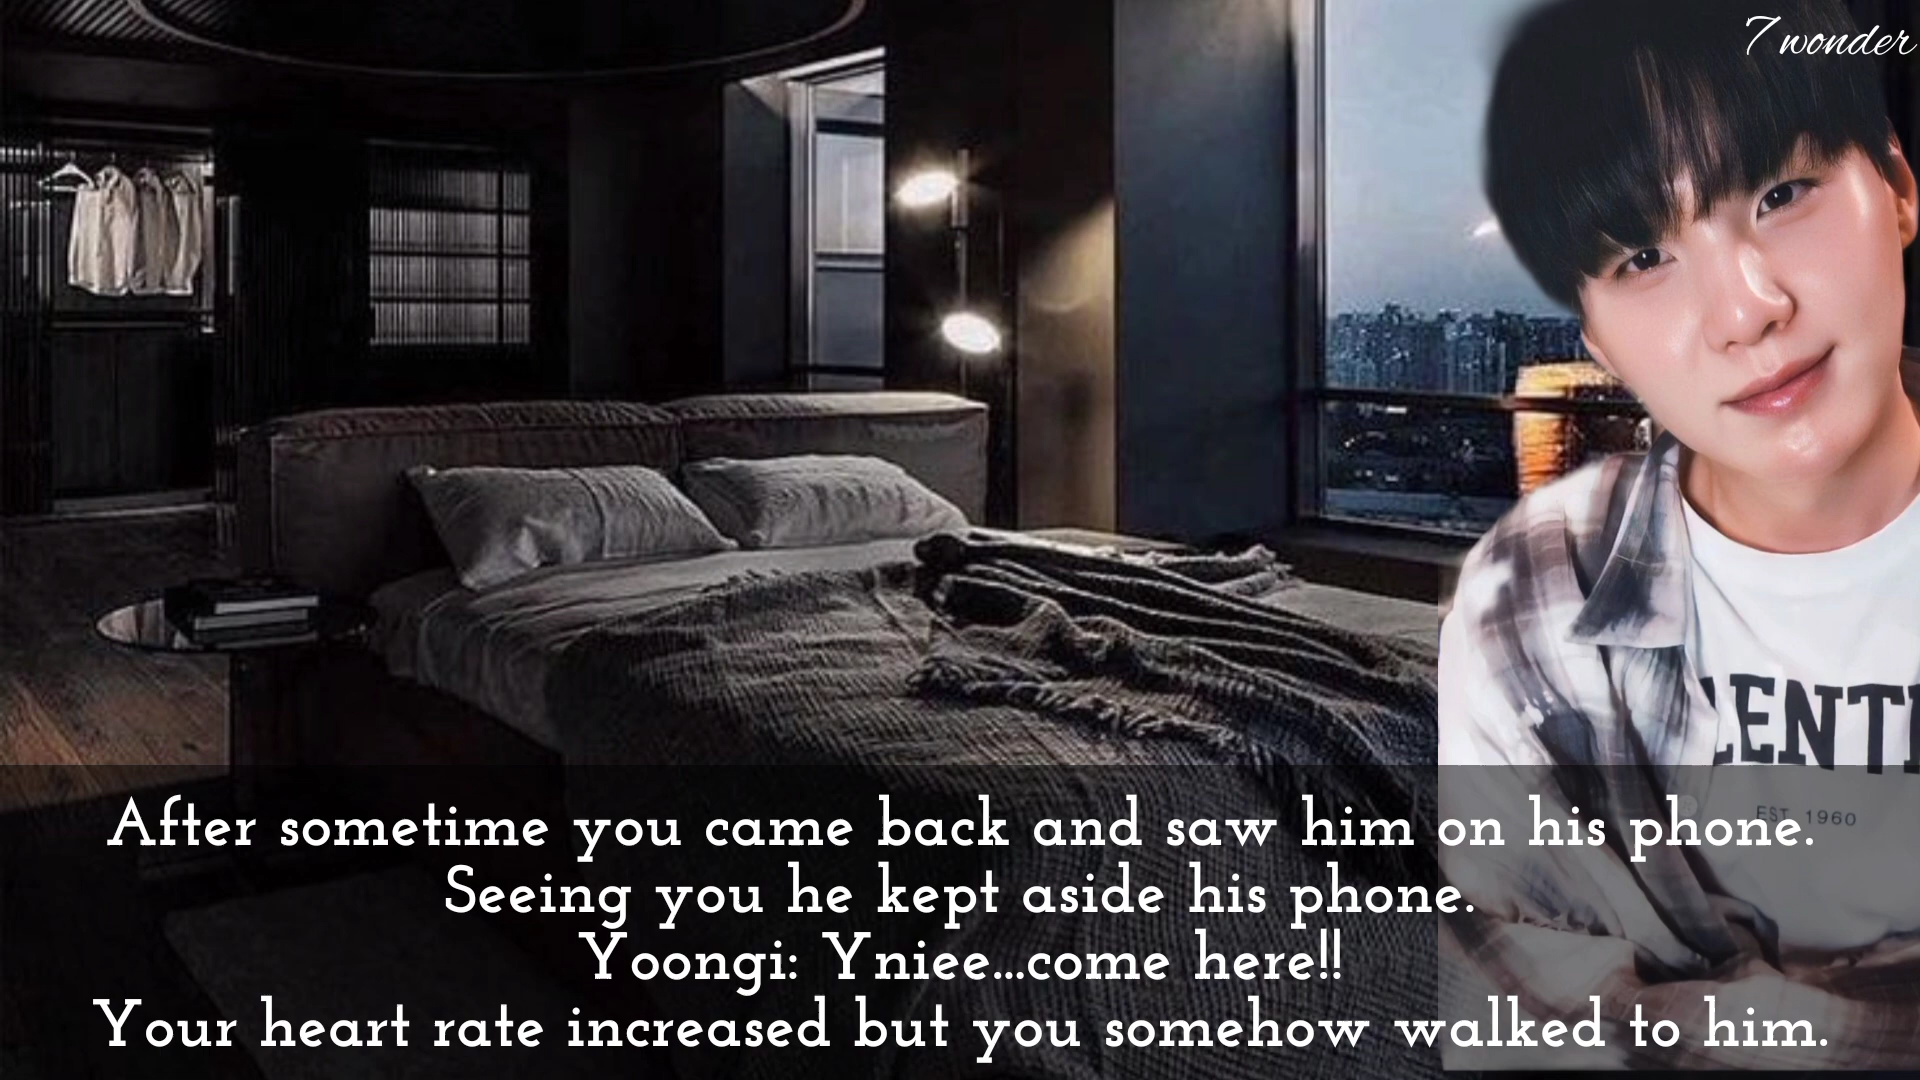 7 wonder
LENT
EST. 1960
After sometime you came back and saw him on his phone.
Seeing you he kept aside his phone.
Yoongi: Yniee...come here!!
Your heart rate increased but you somehow walked to him.